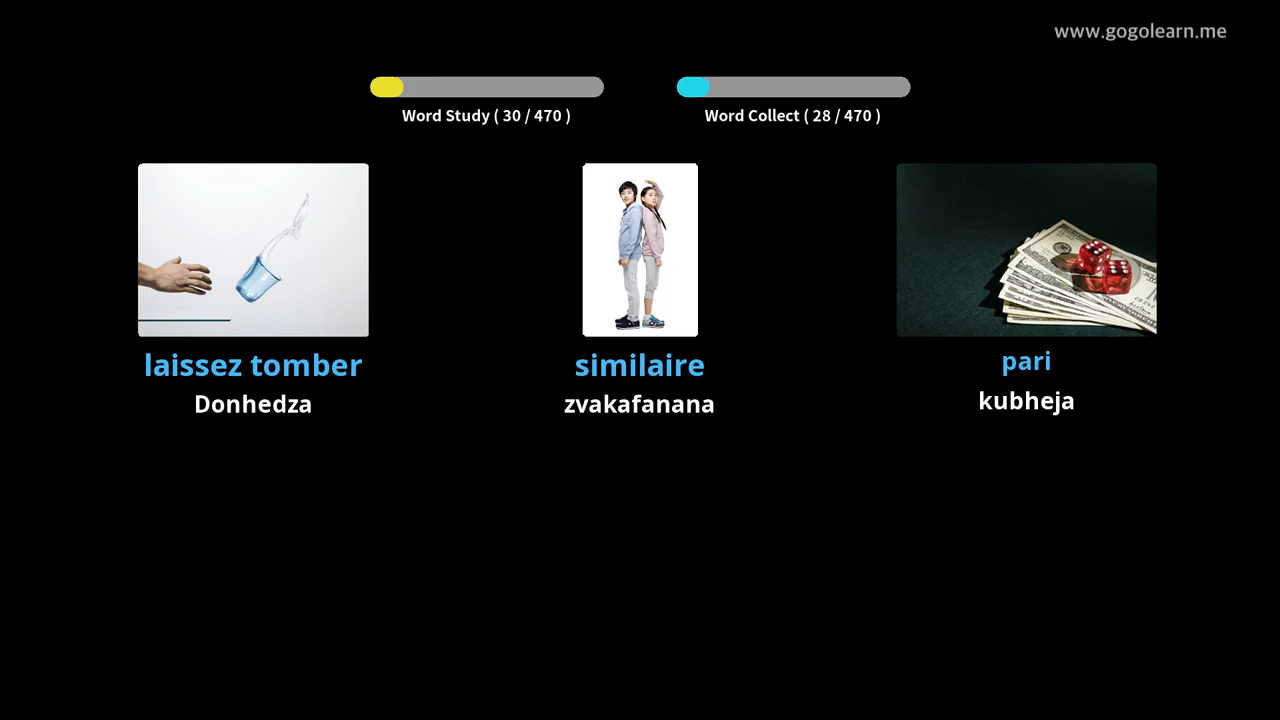 www.gogolearn.me
Word Study ( 30 / 470 )
Word Collect ( 28 / 470 )
laissez tomber
Donhedza
similaire
zvakafanana
pari
kubheja